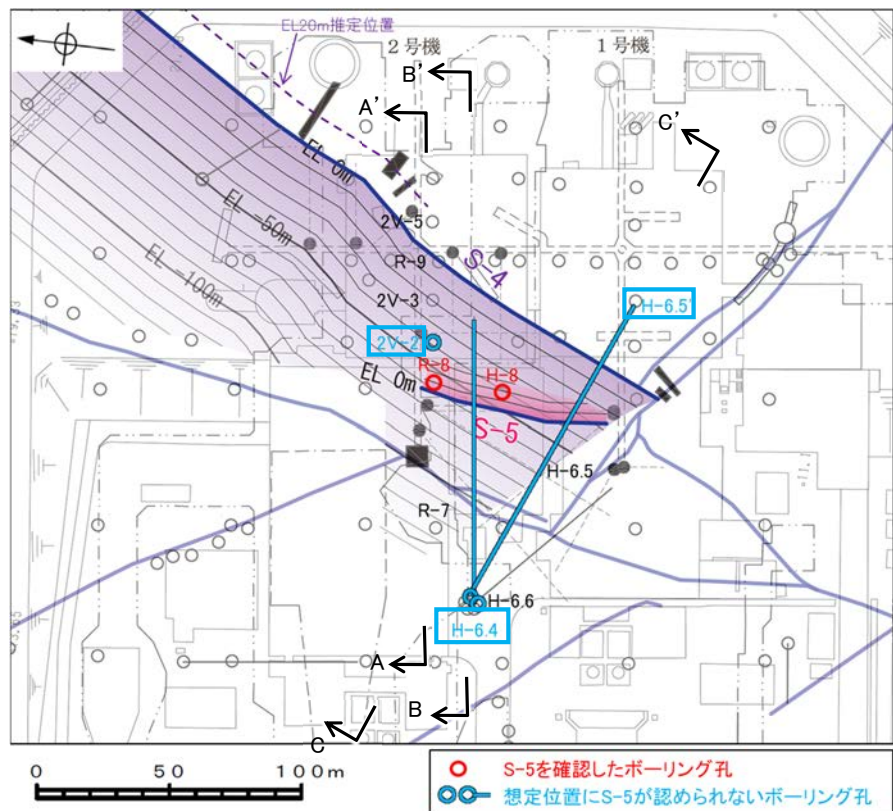 EL20m推定位置
2号機
1号機
B'
A'
C'
EL 0m
2V-5
S-4
EL -50m
R-9
EL -100m
2V-3
H-6.5'
2V-2
R-8
H-8
EL 0m
S-5
H-6.5
R-7
H-6.6
H-6.4
A
B
C
0 50 100m
S-5を確認したボーリング孔
想定位置にS-5が認められないボーリング孔